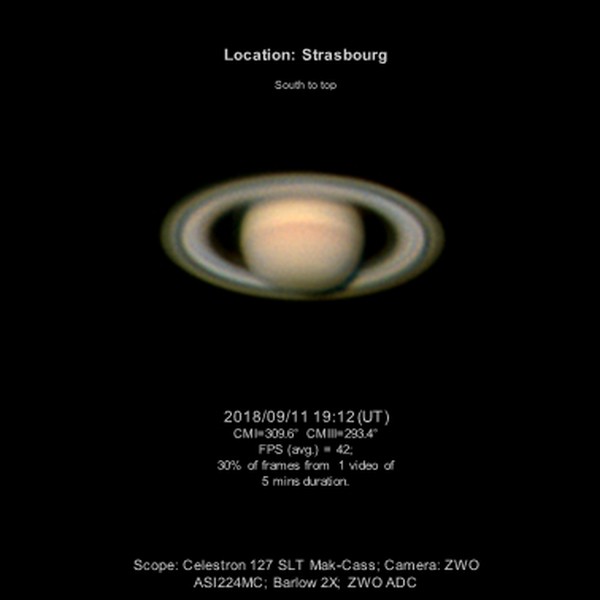 Location: Strasbourg
South to top
2018/09/11 19:12(UT)
CMI=309.6° CMIII=293.4°
FPS (avg.) = 42;
30% of frames from 1 video of
5 mins duration.
Scope: Celestron 127 SLT Mak-Cass; Camera: ZWO
ASI224MC; Barlow 2X; ZWO ADC